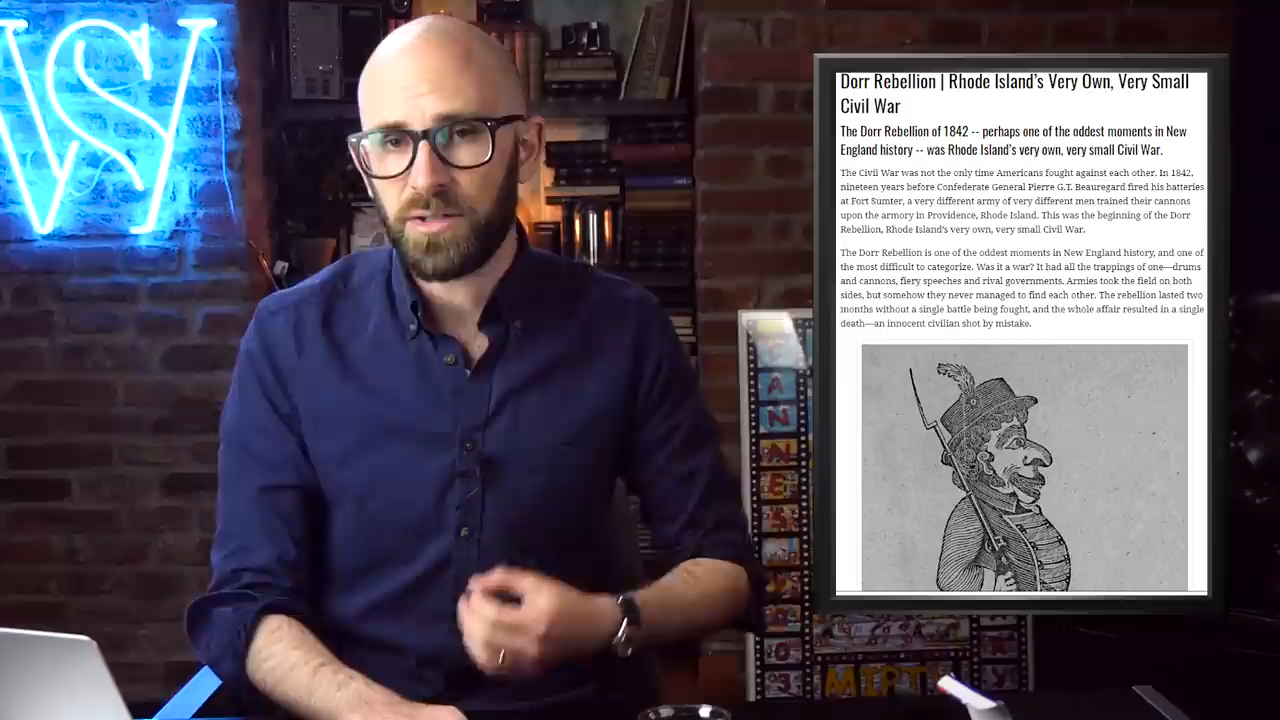 SW
Dorr Rebellion | Rhode Island's Very Own, Very Small
Civil War
The Dorr Rebellion of 1842 -- perhaps one of the oddest moments in New
England history -- was Rhode Island's very own, very small Civil War.
The Civil War was not the only time Americans fought against each other. In 1842,
nineteen years before Confederate General Pierre G.T. Beauregard fired his batteries
at Fort Sumter, a very different army of very different men trained their cannons
upon the armory in Providence, Rhode Island. This was the beginning of the Dorr
Rebellion, Rhode Island's very own, very small Civil War.
The Dorr Rebellion is one of the oddest moments in New England history, and one of
the most difficult to categorize. Was it a war? It had all the trappings of one—drums
and cannons, fiery speeches and rival governments. Armies took the field on both
sides, but somehow they never managed to find each other. The rebellion lasted two
months without a single battle being fought, and the whole affair resulted in a single
death—an innocent civilian shot by mistake.